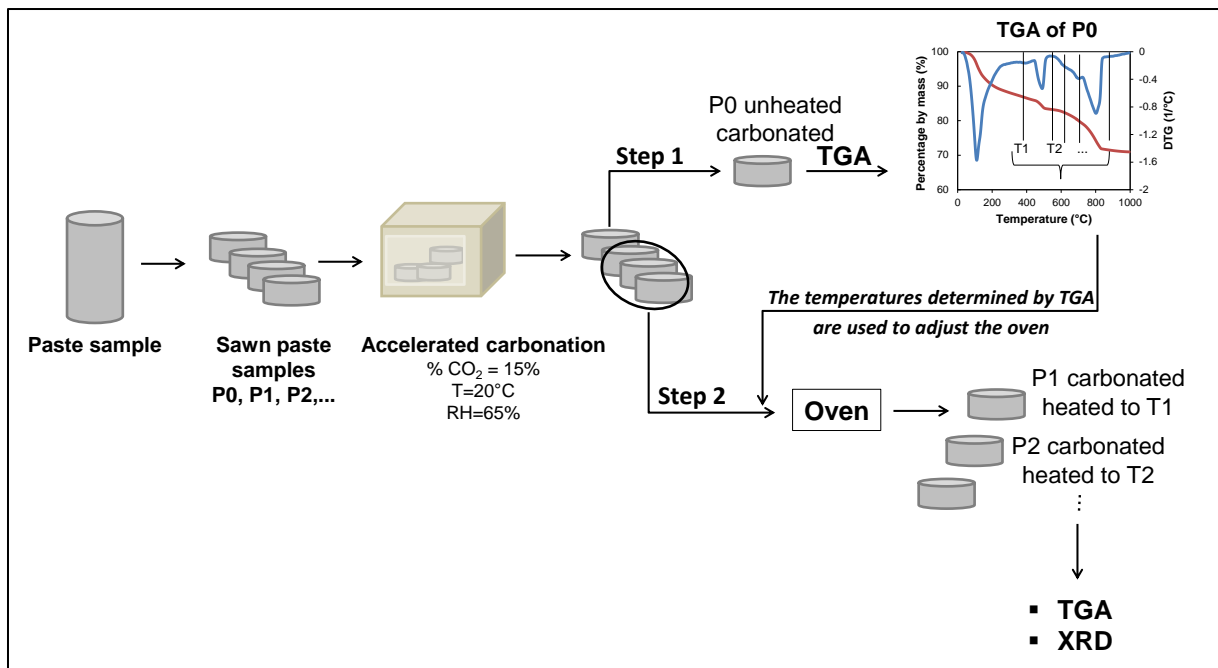 Paste sample
Sawn paste
samples
P0, P1, P2,...
Accelerated carbonation
% CO₂ = 15%
T=20°C
RH=65%
Step 1
P0 unheated
carbonated
TGA
TGA of P0
Percentage by mass (%)
100
90
80
70
60
0
-0.4
-0.8
-1.2
-1.6
-2
DTG (1/°C)
T1 T2 ...
0 200 400 600 800 1000
Temperature (°C)
The temperatures determined by TGA
are used to adjust the oven
Step 2
Oven
P1 carbonated
heated to T1
P2 carbonated
heated to T2
⋮
▪ TGA
▪ XRD